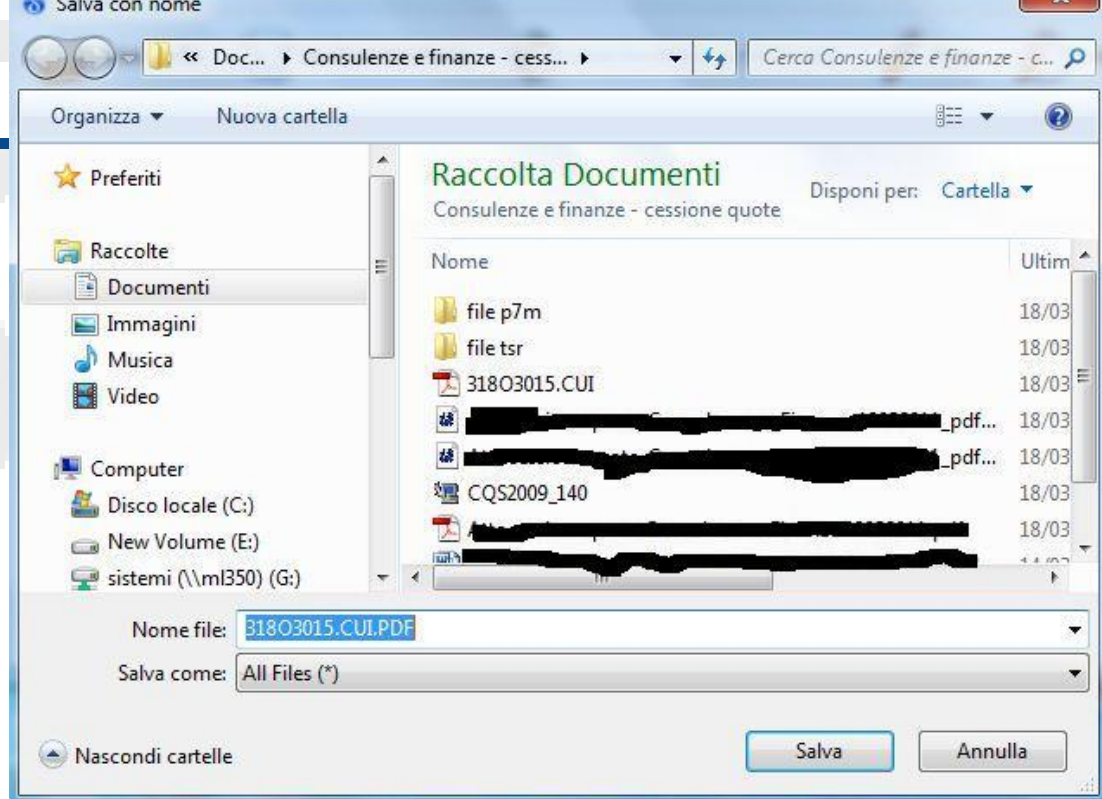 Salva con nome
« Doc... Consulenze e finanze - cess...
Cerca Consulenze e finanze - c...
Organizza Nuova cartella
Preferiti
Raccolte
Documenti
Immagini
Musica
Video
Computer
Disco locale (C:)
New Volume (E:)
sistemi (\\ml350) (G:)
Raccolta Documenti
Consulenze e finanze - cessione quote
Disponi per: Cartella
Nome Ultim
file p7m 18/03
file tsr 18/03
318O3015.CUI 18/03
_pdf... 18/03
_pdf... 18/03
CQS2009_140 18/03
18/03
Nome file: 318O3015.CUI.PDF
Salva come: All Files (*)
Nascondi cartelle
Salva Annulla